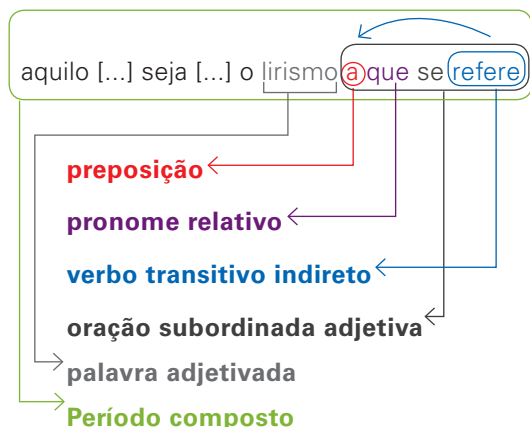 aquilo [...] seja [...] o lirismo a que se refere
preposição
pronome relativo
verbo transitivo indireto
oração subordinada adjetiva
palavra adjetivada
Período composto